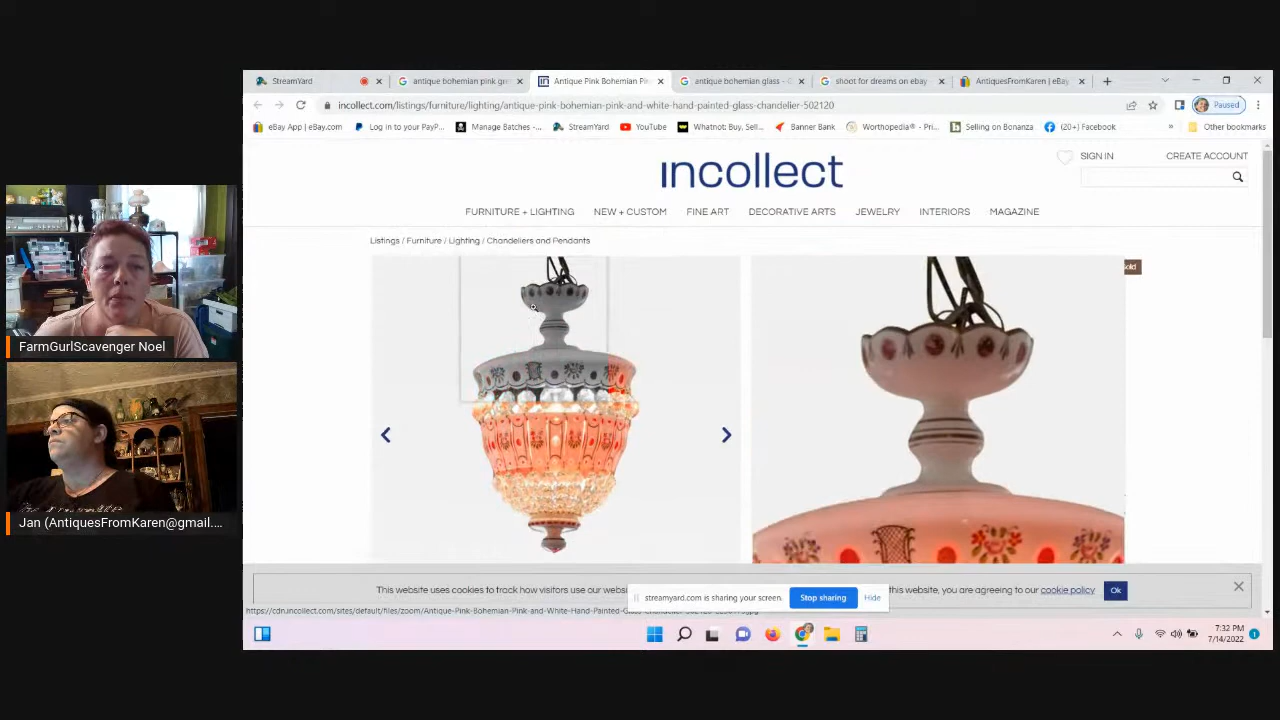 StreamYard
antique bohemian pink gre
Antique Pink Bohemian Pi
antique bohemian glass - G
shoot for dreams on ebay
AntiquesFromKaren | eBay
incollect.com/listings/furniture/lighting/antique-pink-bohemian-pink-and-white-hand-painted-glass-chandelier-502120
Paused
eBay App | eBay.com
Log in to your PayP...
Manage Batches -...
StreamYard
YouTube
Whatnot: Buy, Sell...
Banner Bank
Worthopedia® - Pri...
Selling on Bonanza
(20+) Facebook
»
Other bookmarks
incollect
SIGN IN
CREATE ACCOUNT
FURNITURE + LIGHTING
NEW + CUSTOM
FINE ART
DECORATIVE ARTS
JEWELRY
INTERIORS
MAGAZINE
Listings / Furniture / Lighting / Chandeliers and Pendants
FarmGurlScavenger Noel
Jan (AntiquesFromKaren@gmail....
This website uses cookies to track how visitors use our
this website, you are agreeing to our cookie policy
Ok
streamyard.com is sharing your screen.
Stop sharing
Hide
7:32 PM
7/14/2022
1